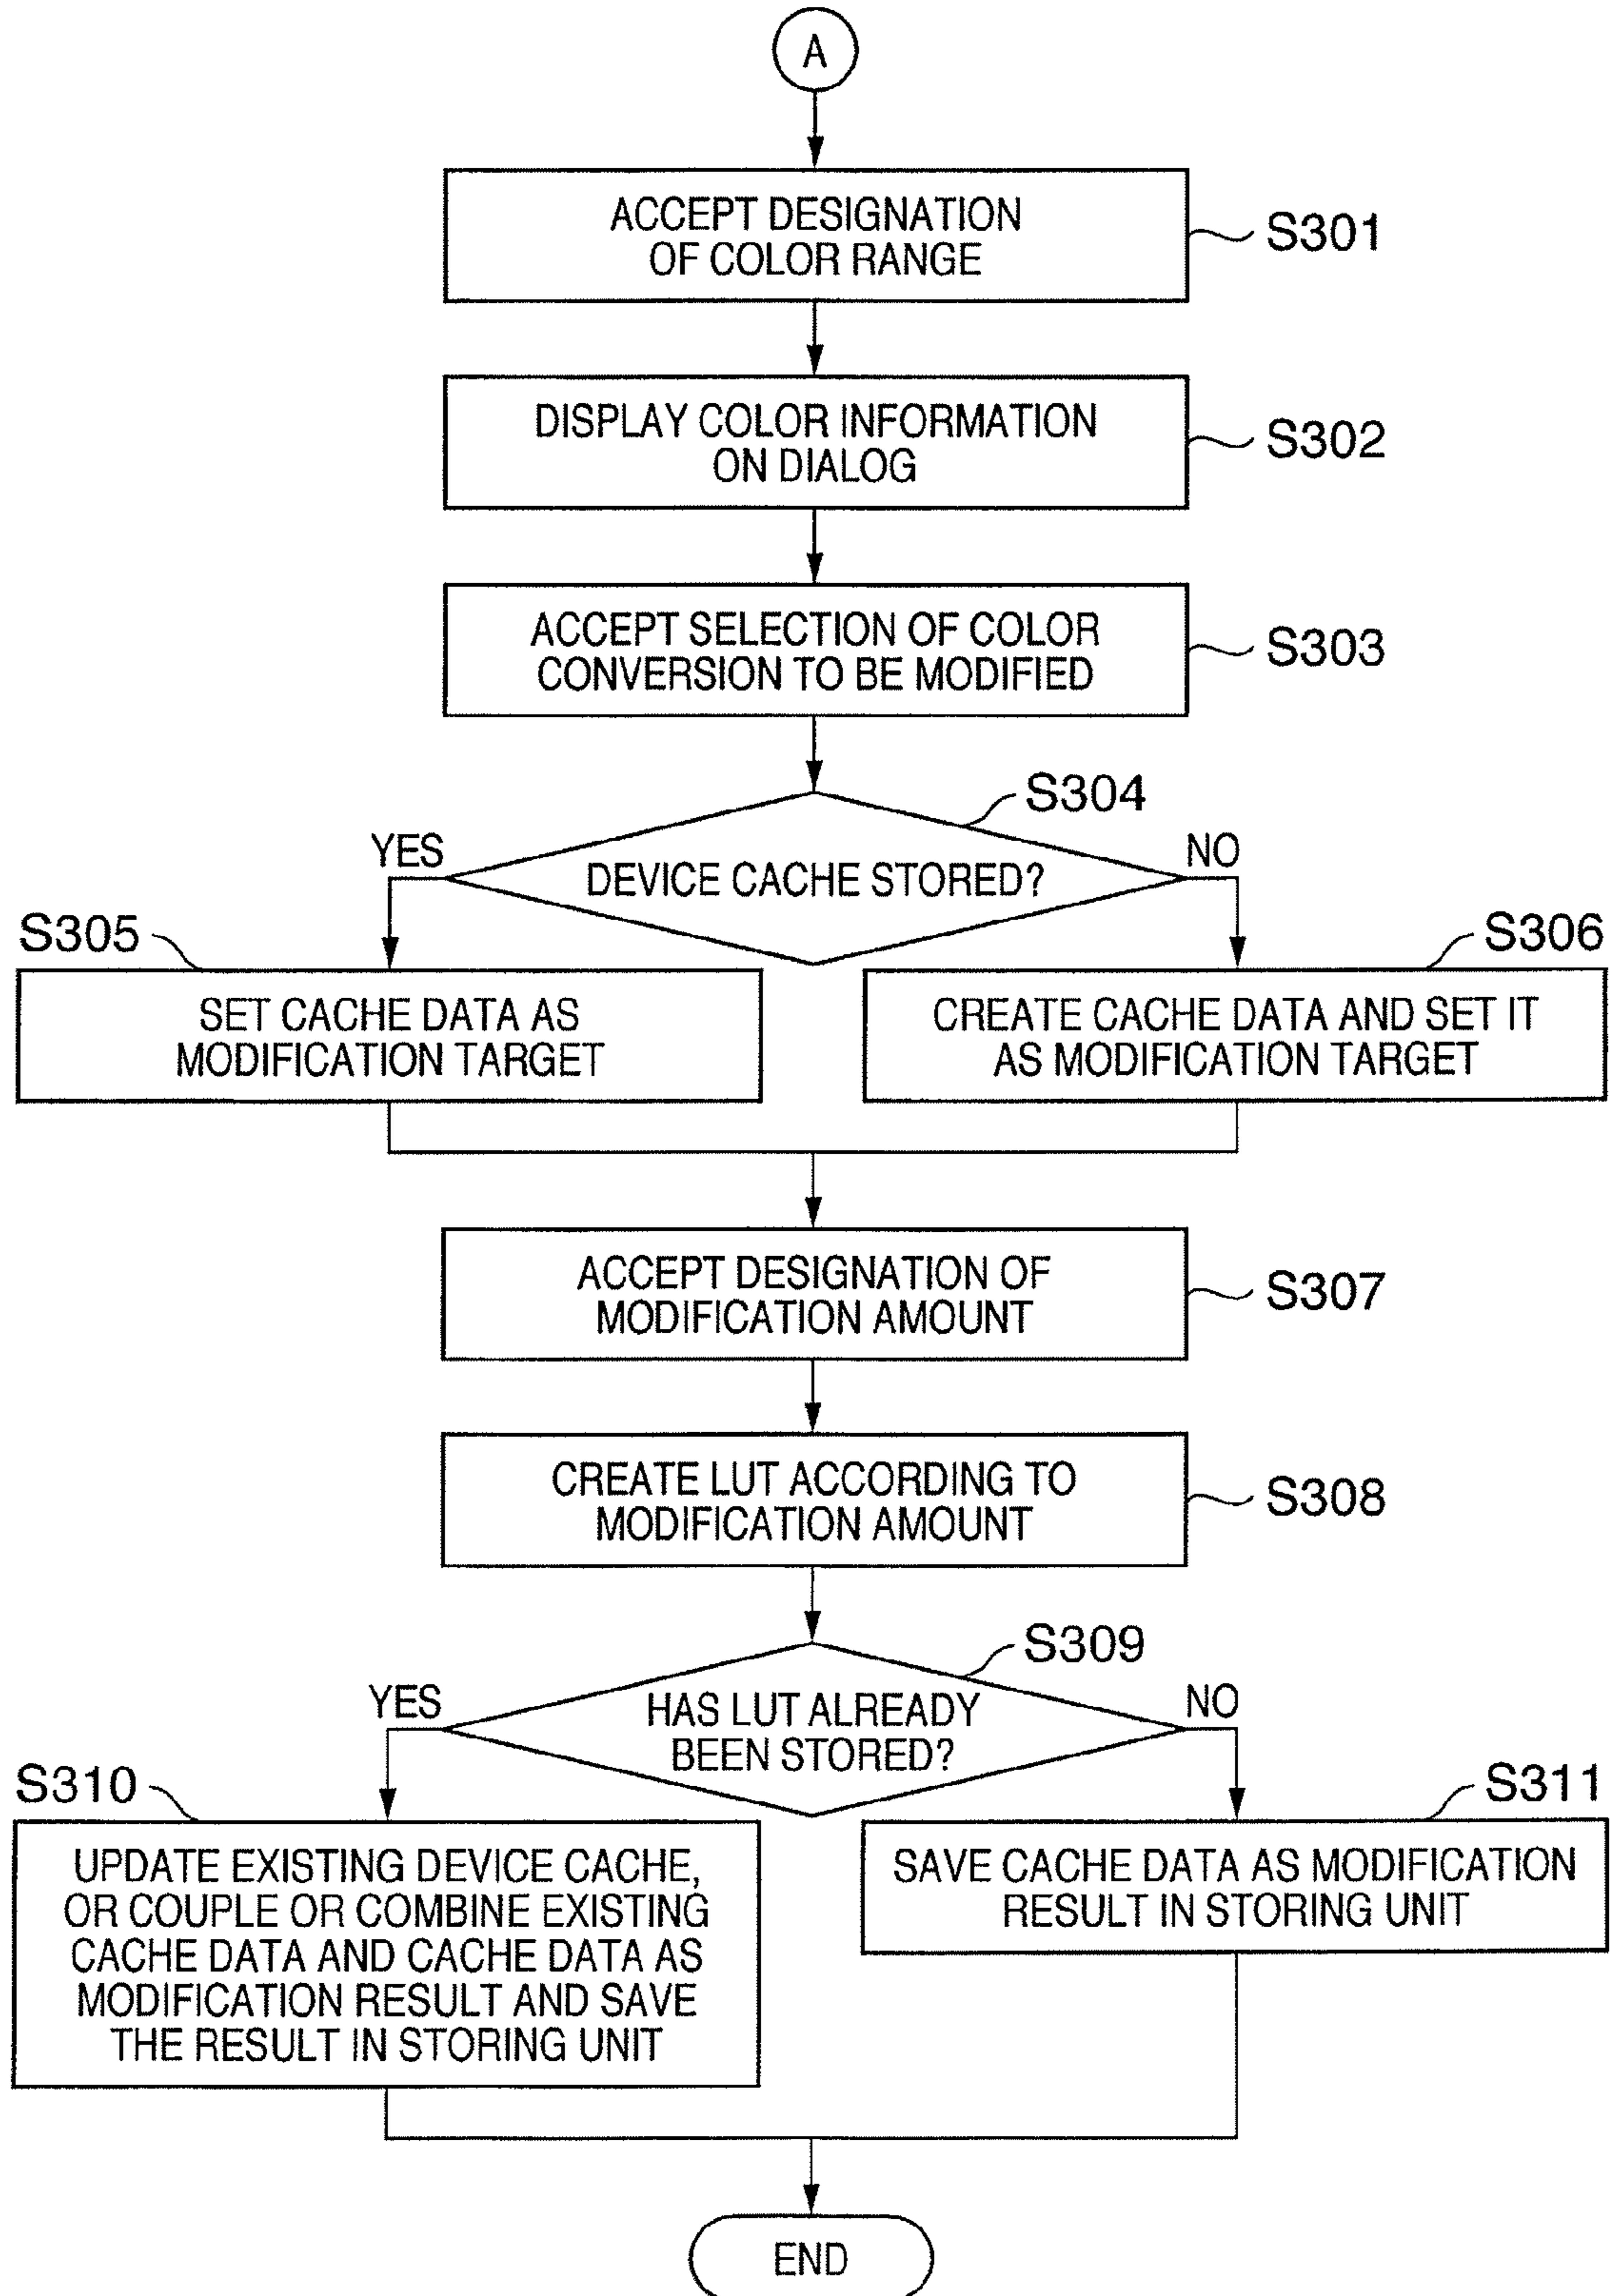 A
ACCEPT DESIGNATION
OF COLOR RANGE
S301
DISPLAY COLOR INFORMATION
ON DIALOG
S302
ACCEPT SELECTION OF COLOR
CONVERSION TO BE MODIFIED
S303
S304
YES
NO
DEVICE CACHE STORED?
S305
S306
SET CACHE DATA AS
MODIFICATION TARGET
CREATE CACHE DATA AND SET IT
AS MODIFICATION TARGET
ACCEPT DESIGNATION OF
MODIFICATION AMOUNT
S307
CREATE LUT ACCORDING TO
MODIFICATION AMOUNT
S308
S309
YES
NO
HAS LUT ALREADY
BEEN STORED?
S310
S311
UPDATE EXISTING DEVICE CACHE,
OR COUPLE OR COMBINE EXISTING
CACHE DATA AND CACHE DATA AS
MODIFICATION RESULT AND SAVE
THE RESULT IN STORING UNIT
SAVE CACHE DATA AS MODIFICATION
RESULT IN STORING UNIT
END